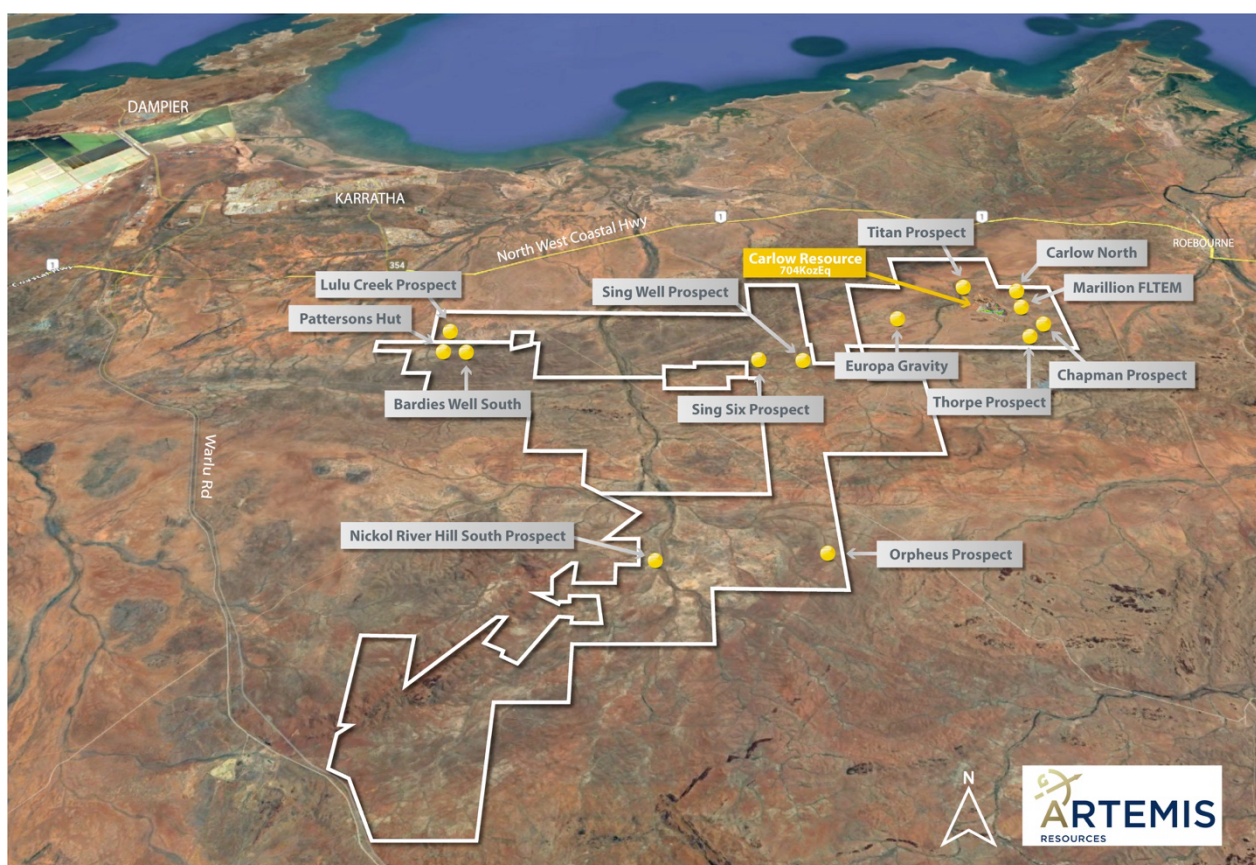 DAMPIER
KARRATHA
North West Coastal Hwy
1
1
ROEBOURNE
1
354
Titan Prospect
Carlow Resource
704KozEq
Carlow North
Marillion FLTEM
Lulu Creek Prospect
Sing Well Prospect
Pattersons Hut
Europa Gravity
Chapman Prospect
Bardies Well South
Sing Six Prospect
Thorpe Prospect
Warlu Rd
Nickol River Hill South Prospect
Orpheus Prospect
N
ARTEMIS
RESOURCES